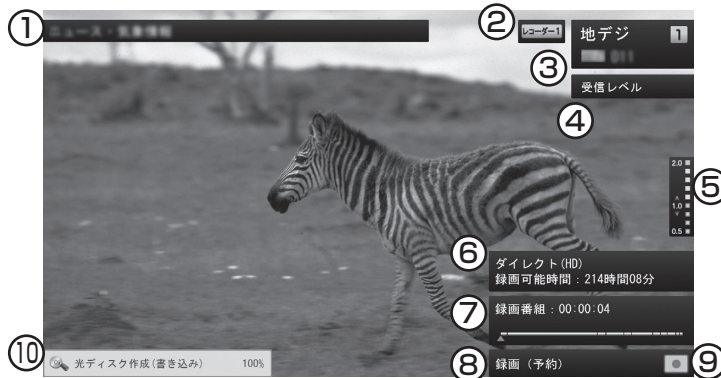 ①
ニュース・気象情報
②
レコーダー1
地デジ 1
011
③
受信レベル
④
2.0
1.0
0.5
⑤
⑥
ダイレクト(HD)
録画可能時間:214時間08分
⑦
録画番組:00:00:04
⑧
録画(予約)
⑨
⑩
光ディスク作成(書き込み) 100%